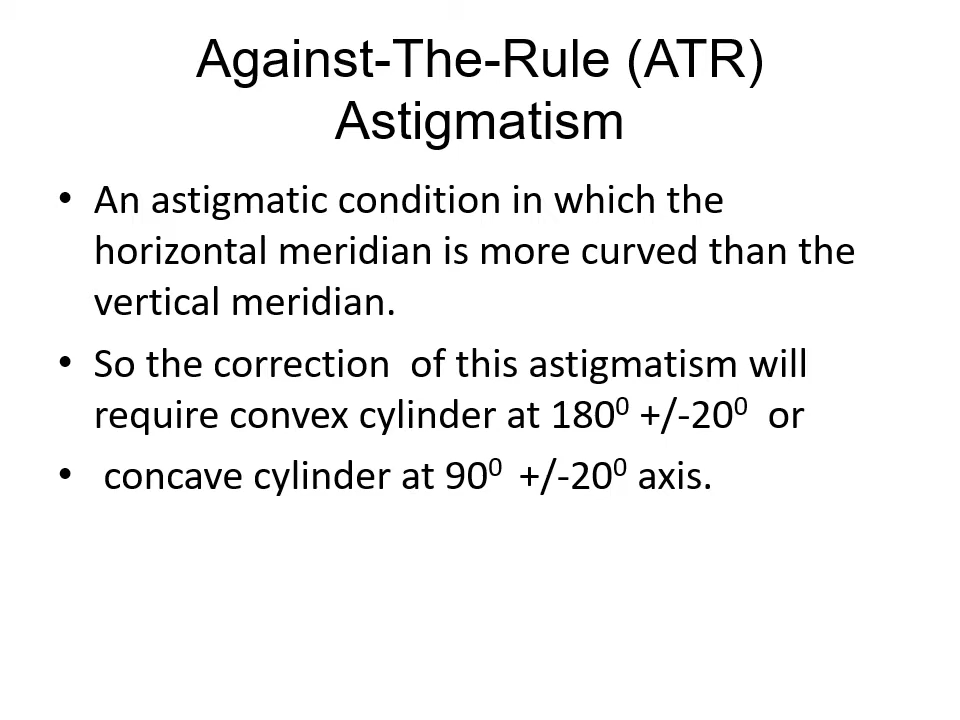 Against-The-Rule (ATR)
Astigmatism
• An astigmatic condition in which the
horizontal meridian is more curved than the
vertical meridian.
• So the correction  of this astigmatism will
require convex cylinder at 180⁰ +/-20⁰  or
•  concave cylinder at 90⁰  +/-20⁰ axis.